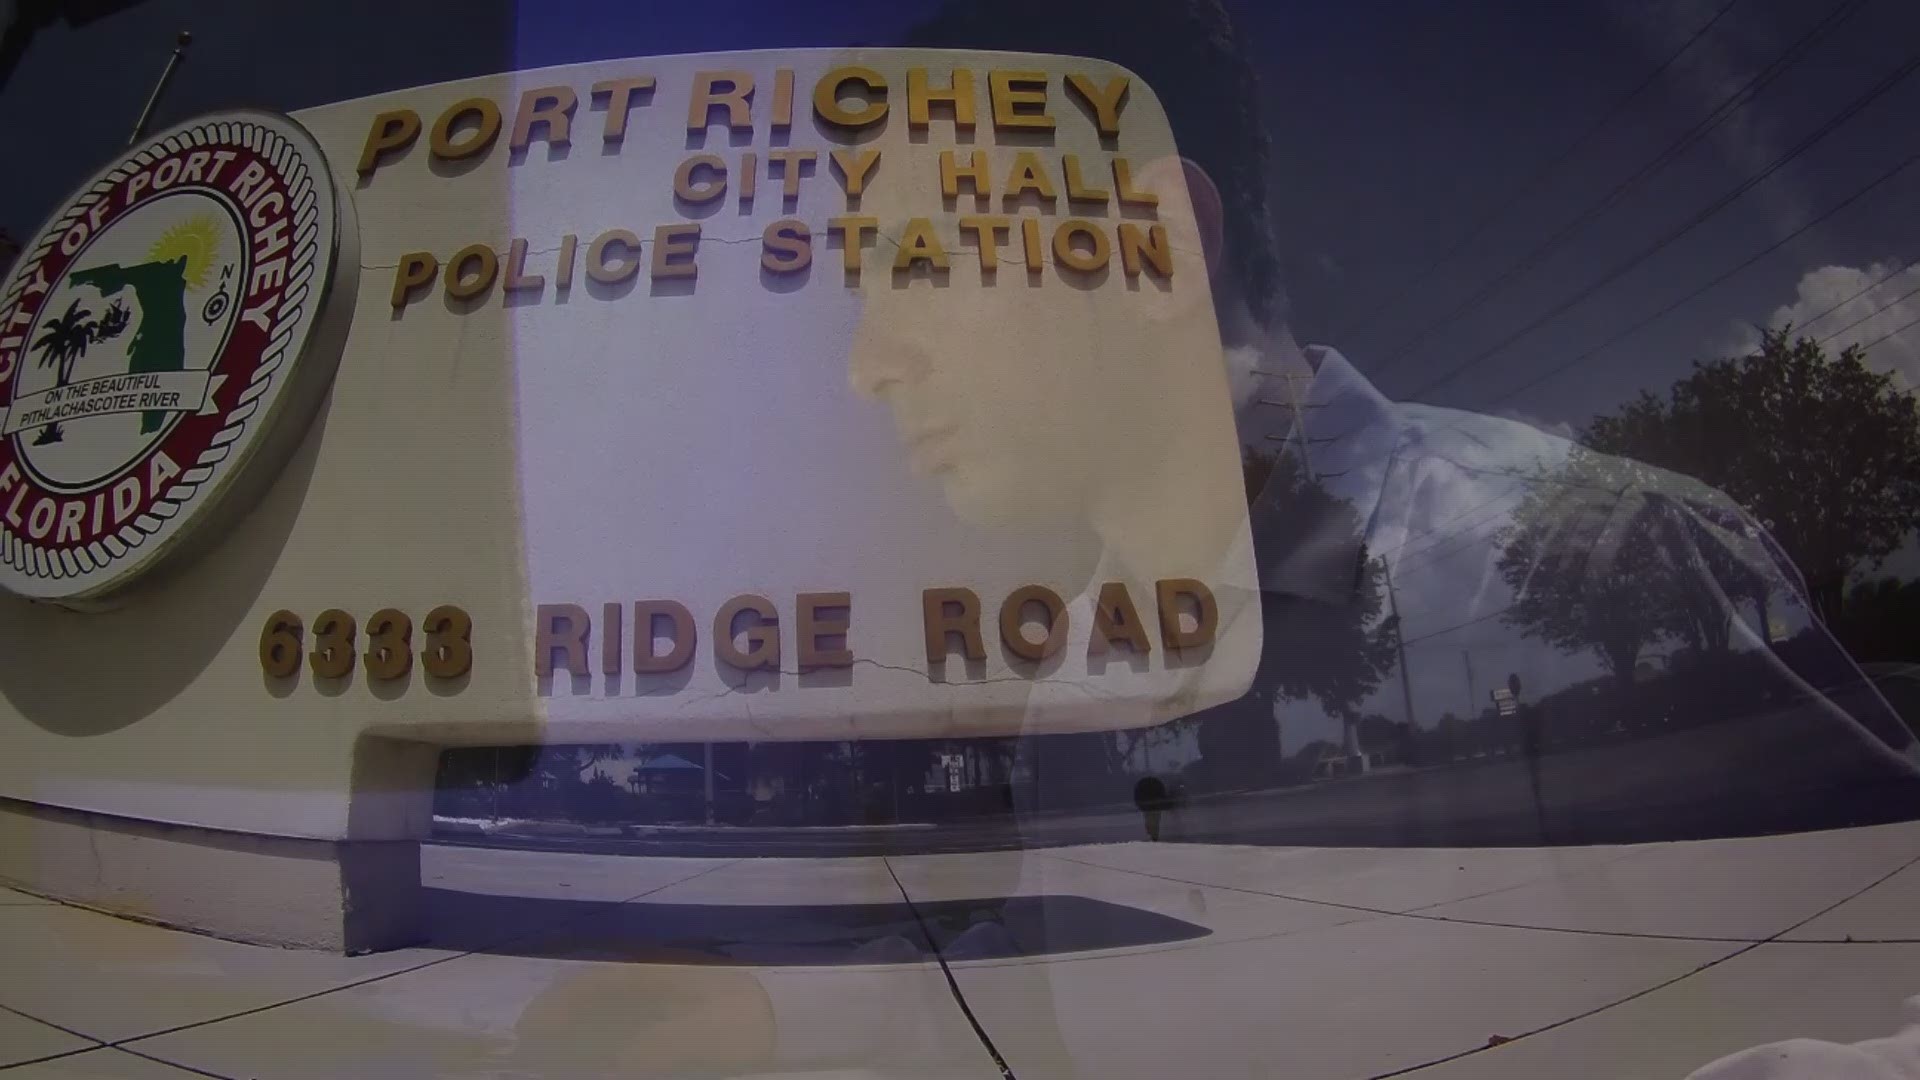 CITY OF PORT RICHEY
FLORIDA
N
ON THE BEAUTIFUL
PITHLACHASCOTEE RIVER
PORT RICHEY
CITY HALL
POLICE STATION
6333 RIDGE ROAD